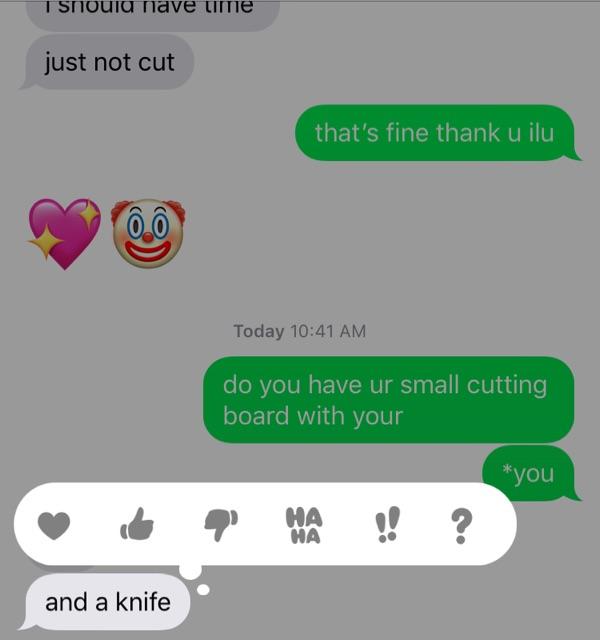 i should have time
just not cut
that's fine thank u ilu
Today 10:41 AM
do you have ur small cutting
board with your
*you
HA
HA
!!
?
and a knife